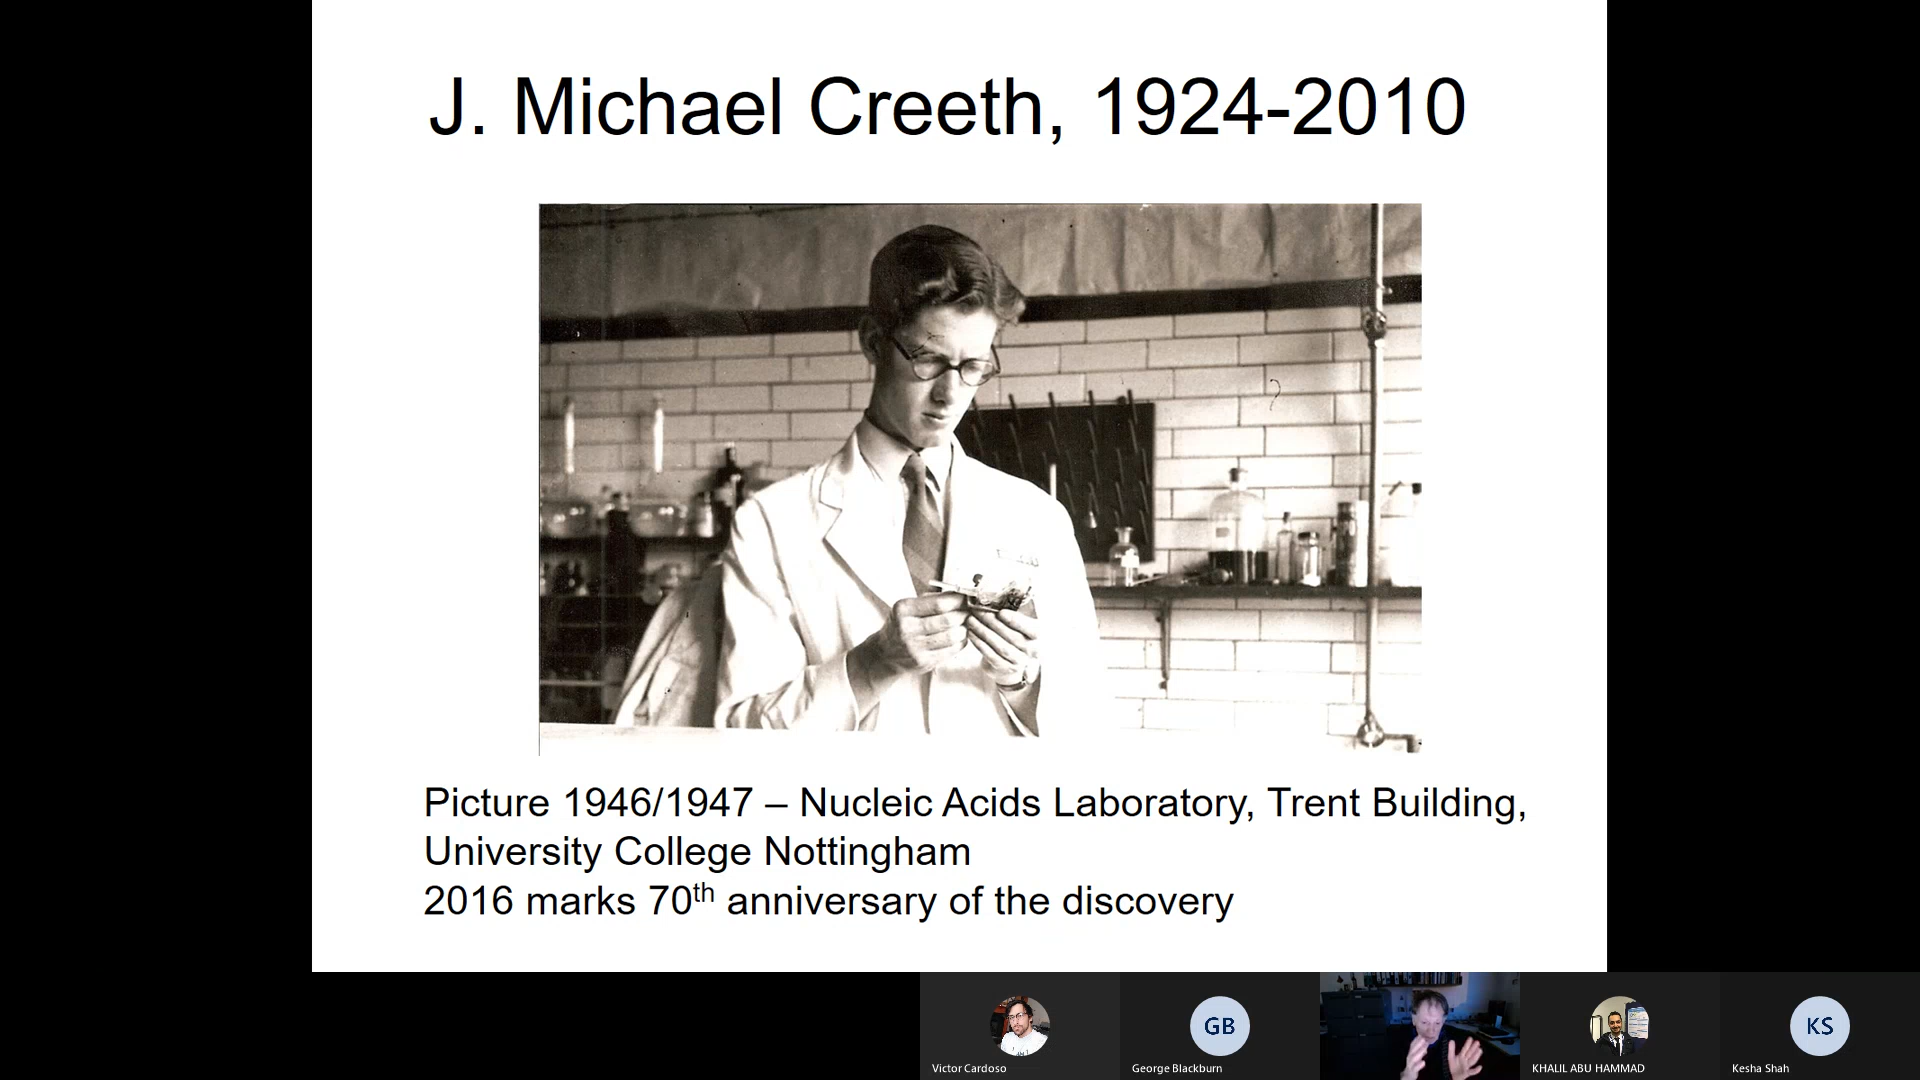 J. Michael Creeth, 1924-2010
Picture 1946/1947 – Nucleic Acids Laboratory, Trent Building,
University College Nottingham
2016 marks 70th anniversary of the discovery
Victor Cardoso
GB
George Blackburn
KHALIL ABU HAMMAD
KS
Kesha Shah